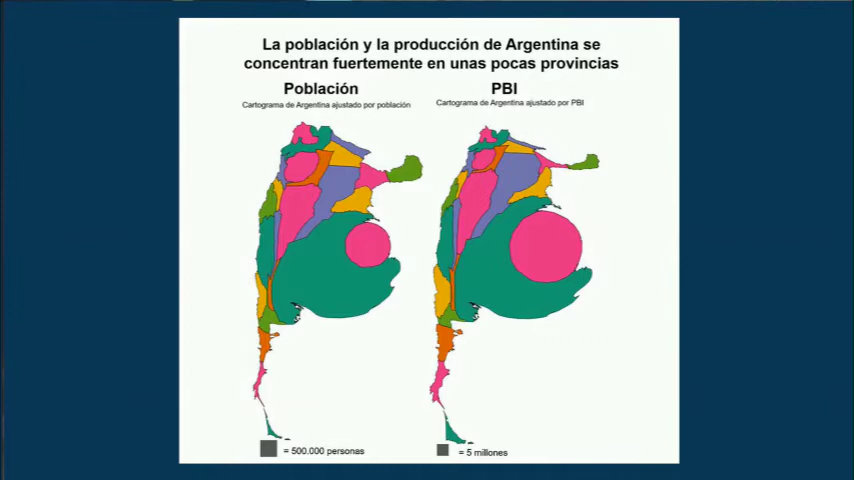 La población y la producción de Argentina se
concentran fuertemente en unas pocas provincias
Población
Cartograma de Argentina ajustado por población
PBI
Cartograma de Argentina ajustado por PBI
= 500.000 personas
= 5 millones